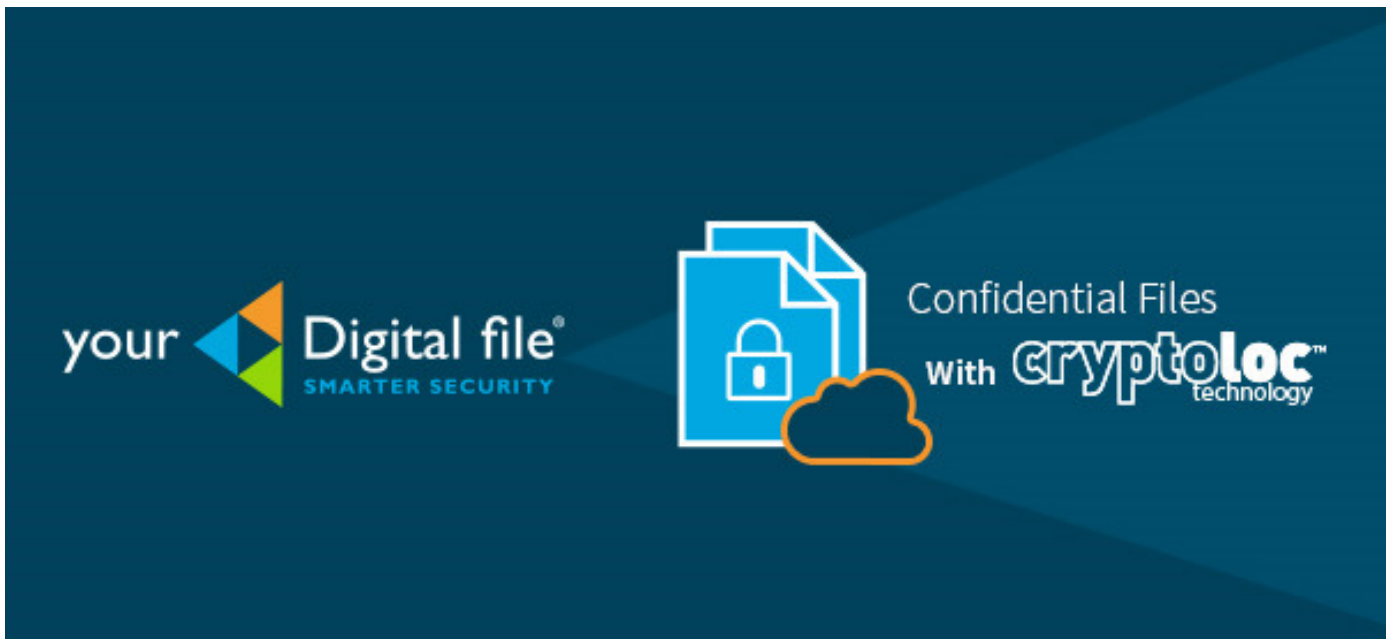 your Digital file®
SMARTER SECURITY
Confidential Files
With cryptoloc™
technology